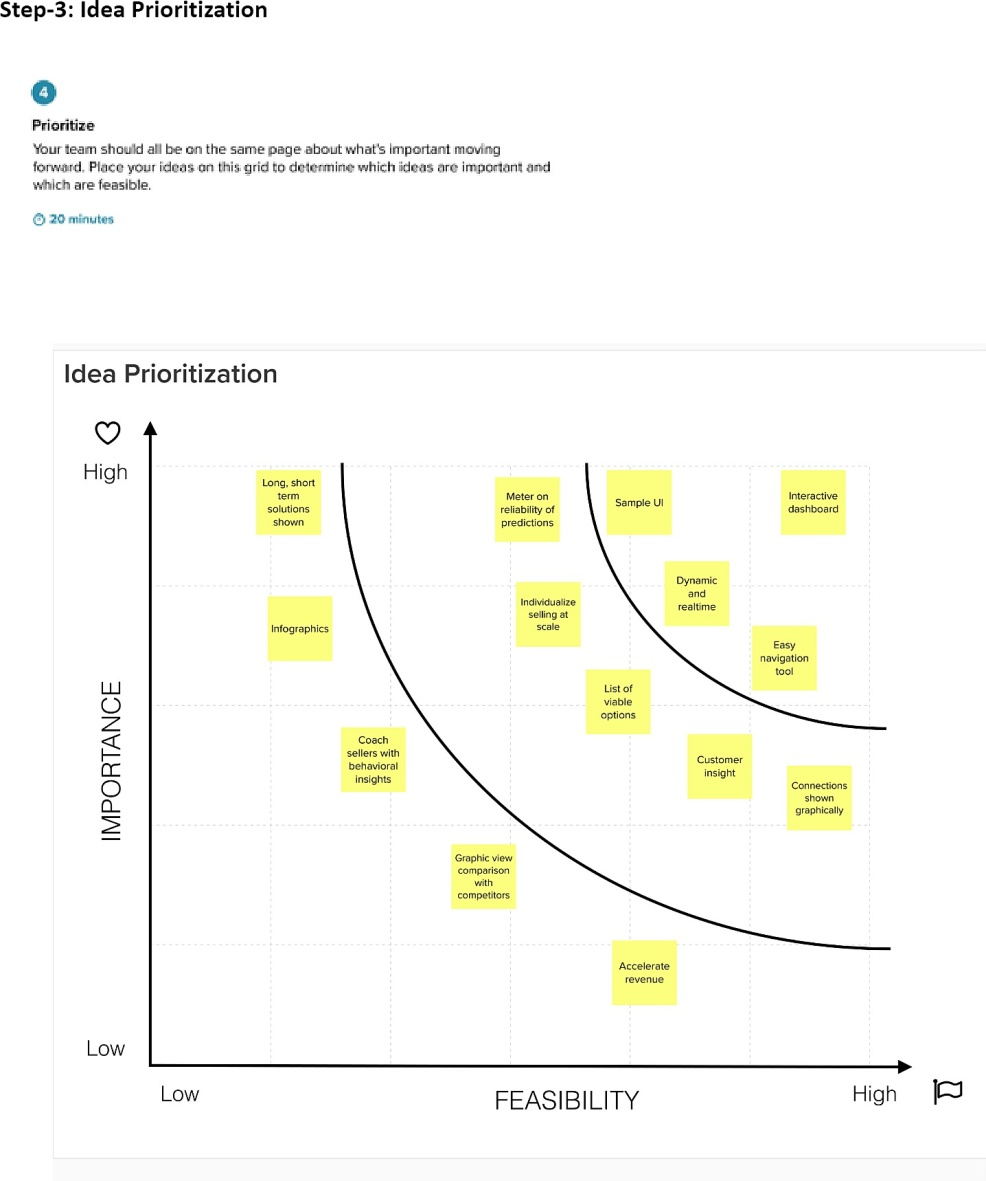 Step-3: Idea Prioritization
4
Prioritize
Your team should all be on the same page about what's important moving
forward. Place your ideas on this grid to determine which ideas are important and
which are feasible.
20 minutes
Idea Prioritization
High
Long, short
term
solutions
shown
Meter on
reliability of
predictions
Sample UI
Interactive
dashboard
Dynamic
and
realtime
Individualize
selling at
scale
Infographics
Easy
navigation
tool
List of
viable
options
IMPORTANCE
Coach
sellers with
behavioral
insights
Customer
insight
Connections
shown
graphically
Graphic view
comparison
with
competitors
Accelerate
revenue
Low
Low
FEASIBILITY
High